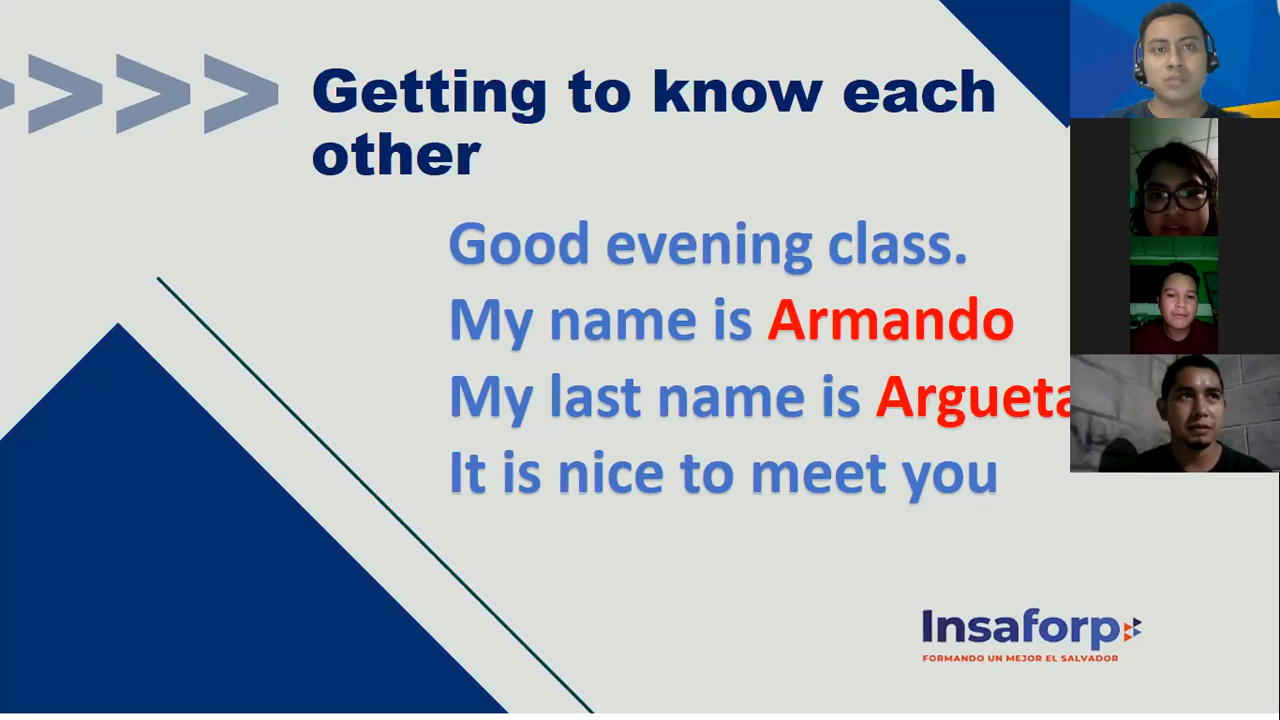 Getting to know each
other
Good evening class.
My name is Armando
My last name is Argueta
It is nice to meet you
Insaforp
FORMANDO UN MEJOR EL SALVADOR